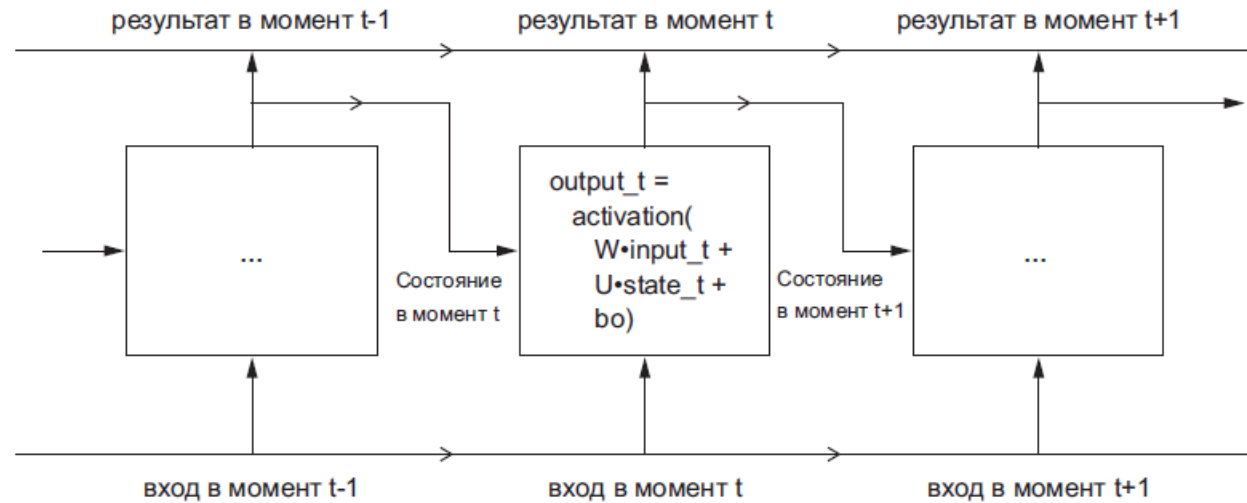 результат в момент t-1
результат в момент t
результат в момент t+1
...
output_t =
activation(
W•input_t +
U•state_t +
bo)
...
Состояние
в момент t
Состояние
в момент t+1
вход в момент t-1
вход в момент t
вход в момент t+1